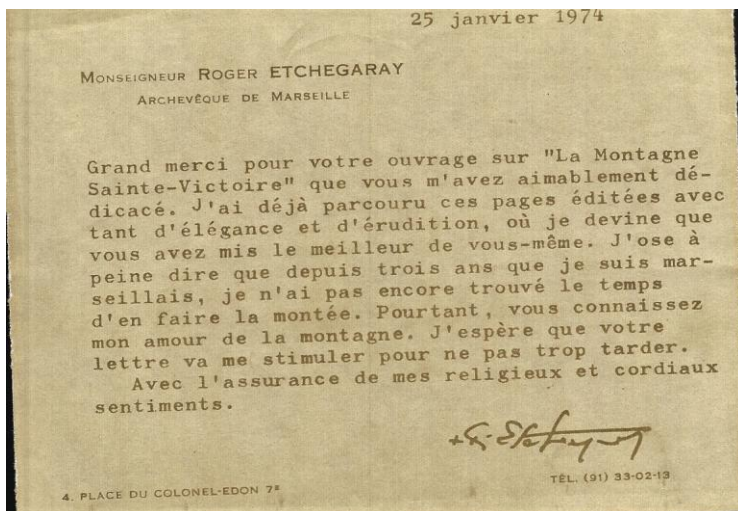 25 janvier 1974
MONSEIGNEUR ROGER ETCHEGARAY
ARCHEVÊQUE DE MARSEILLE
Grand merci pour votre ouvrage sur "La Montagne
Sainte-Victoire" que vous m'avez aimablement dé-
dicacé. J'ai déjà parcouru ces pages éditées avec
tant d'élégance et d'érudition, où je devine que
vous avez mis le meilleur de vous-même. J'ose à
peine dire que depuis trois ans que je suis mar-
seillais, je n'ai pas encore trouvé le temps
d'en faire la montée. Pourtant, vous connaissez
mon amour de la montagne. J'espère que votre
lettre va me stimuler pour ne pas trop tarder.
Avec l'assurance de mes religieux et cordiaux
sentiments.
+ R. Etchegaray
4, PLACE DU COLONEL-EDON 7ᵉ
TÉL. (91) 33-02-13